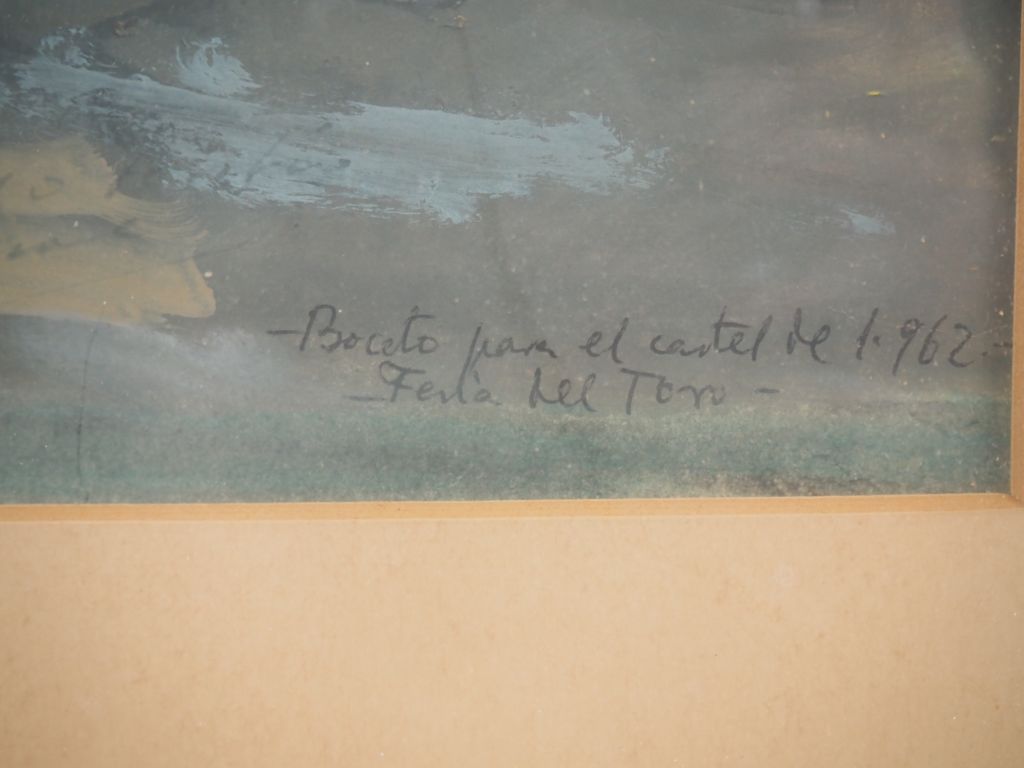 - Boceto para el cartel de 1.962.-
- Feria del Toro -